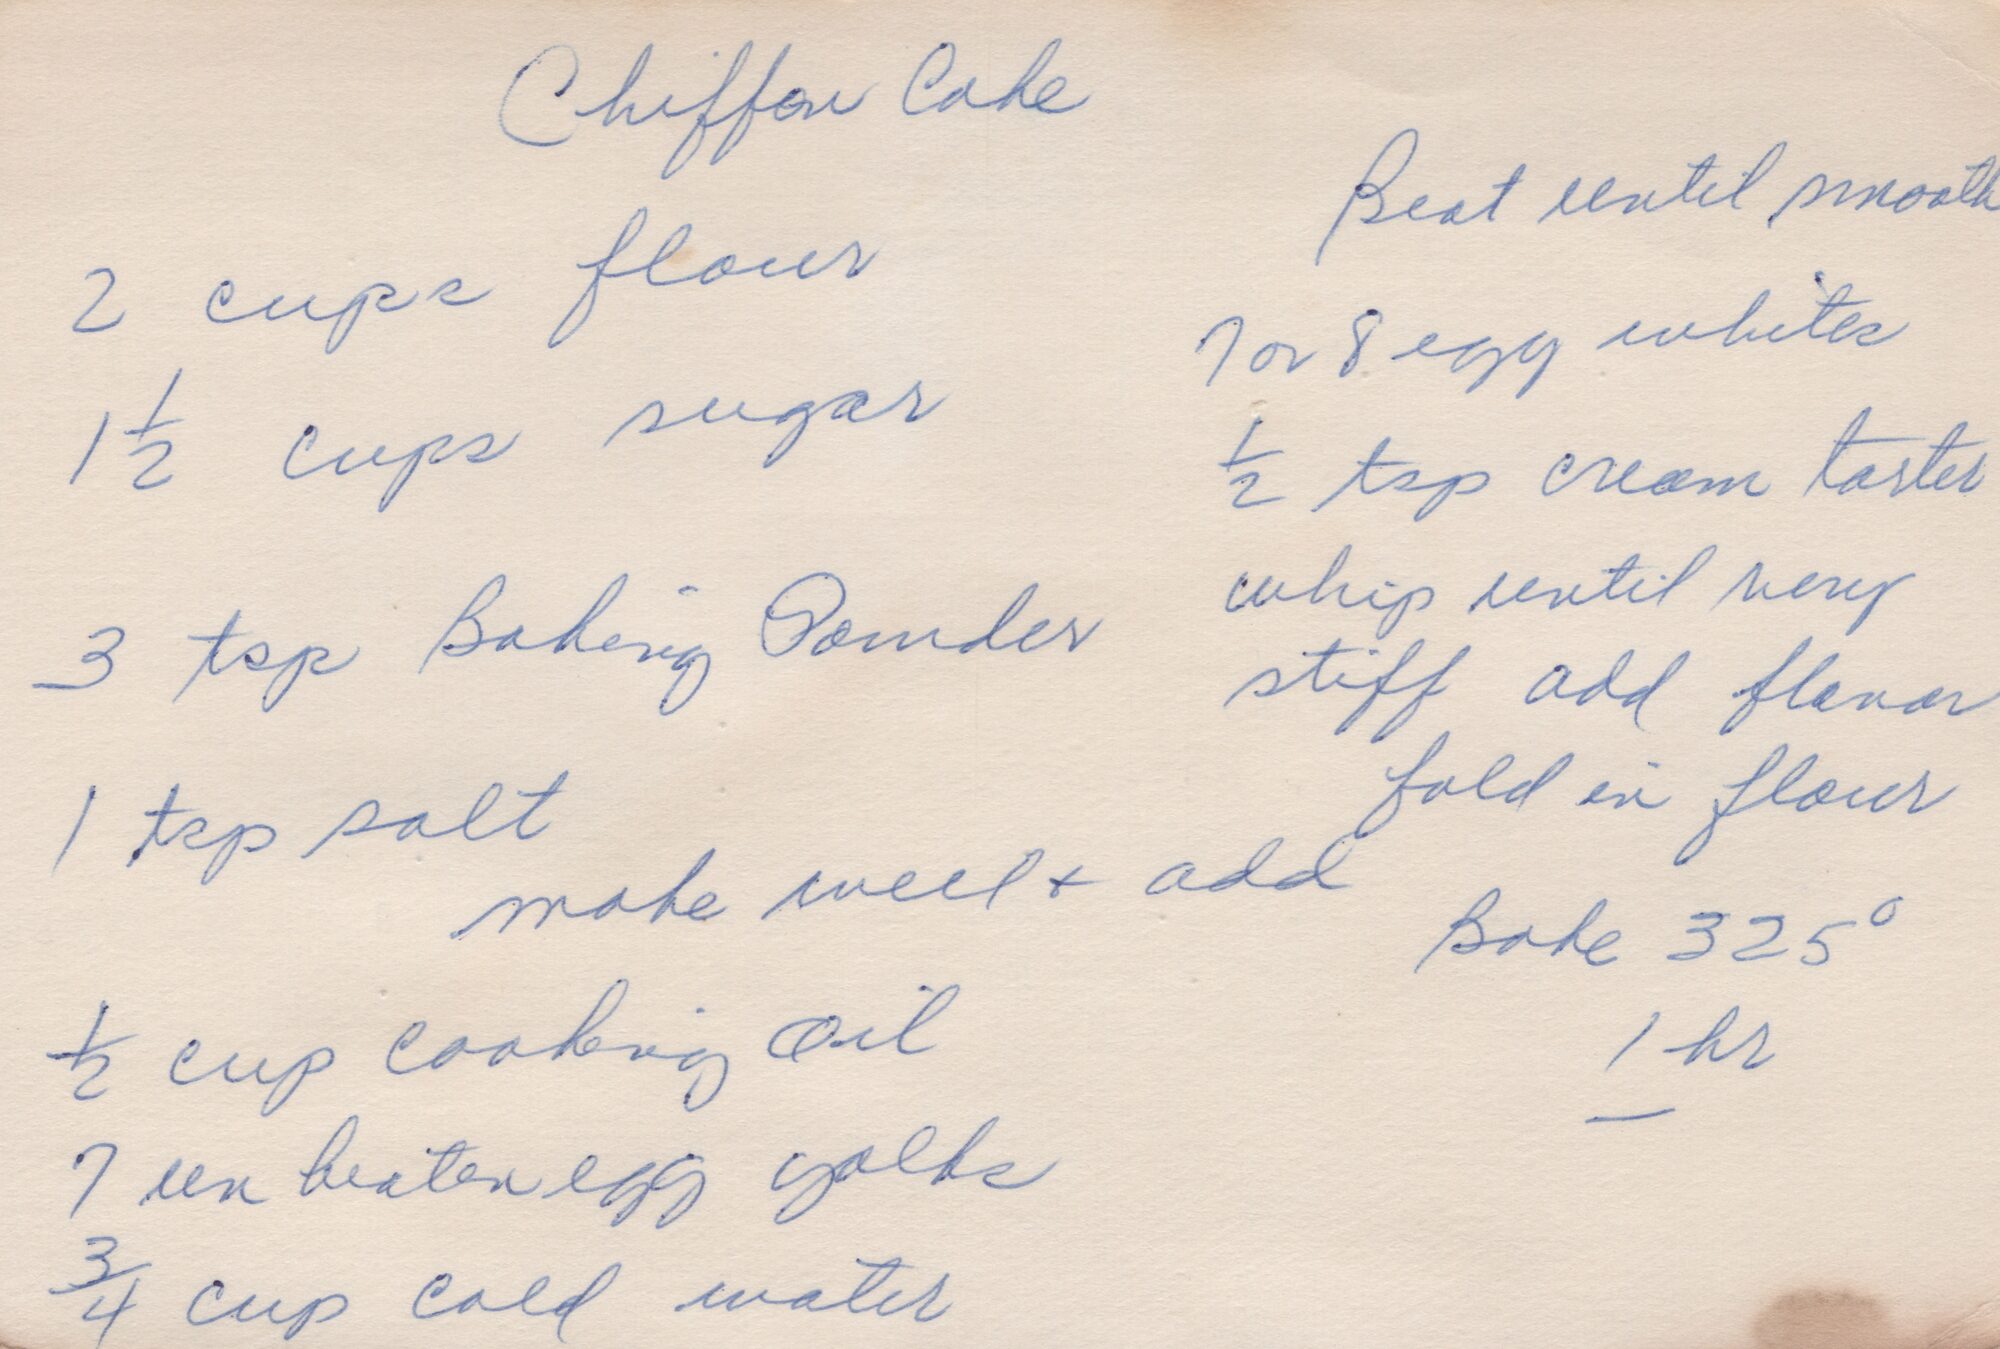 Chiffon Cake
2 cups flour
1 1/2 cups sugar
3 tsp Baking Powder
1 tsp salt
make well + add
1/2 cup cooking oil
7 un beaten egg yolks
3/4 cup cold water
Beat until smooth
7 or 8 egg whites
1/2 tsp cream tarter
whip until very
stiff add flavor
fold in flour
Bake 325°
1 hr